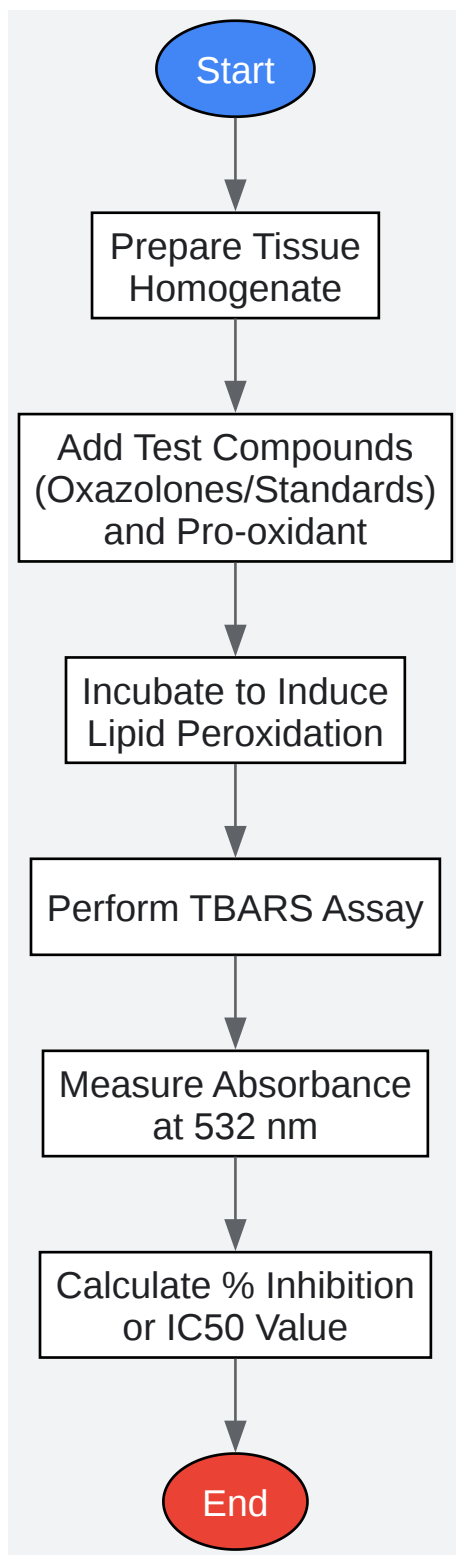 Start
Prepare Tissue
Homogenate
Add Test Compounds
(Oxazolones/Standards)
and Pro-oxidant
Incubate to Induce
Lipid Peroxidation
Perform TBARS Assay
Measure Absorbance
at 532 nm
Calculate % Inhibition
or IC50 Value
End